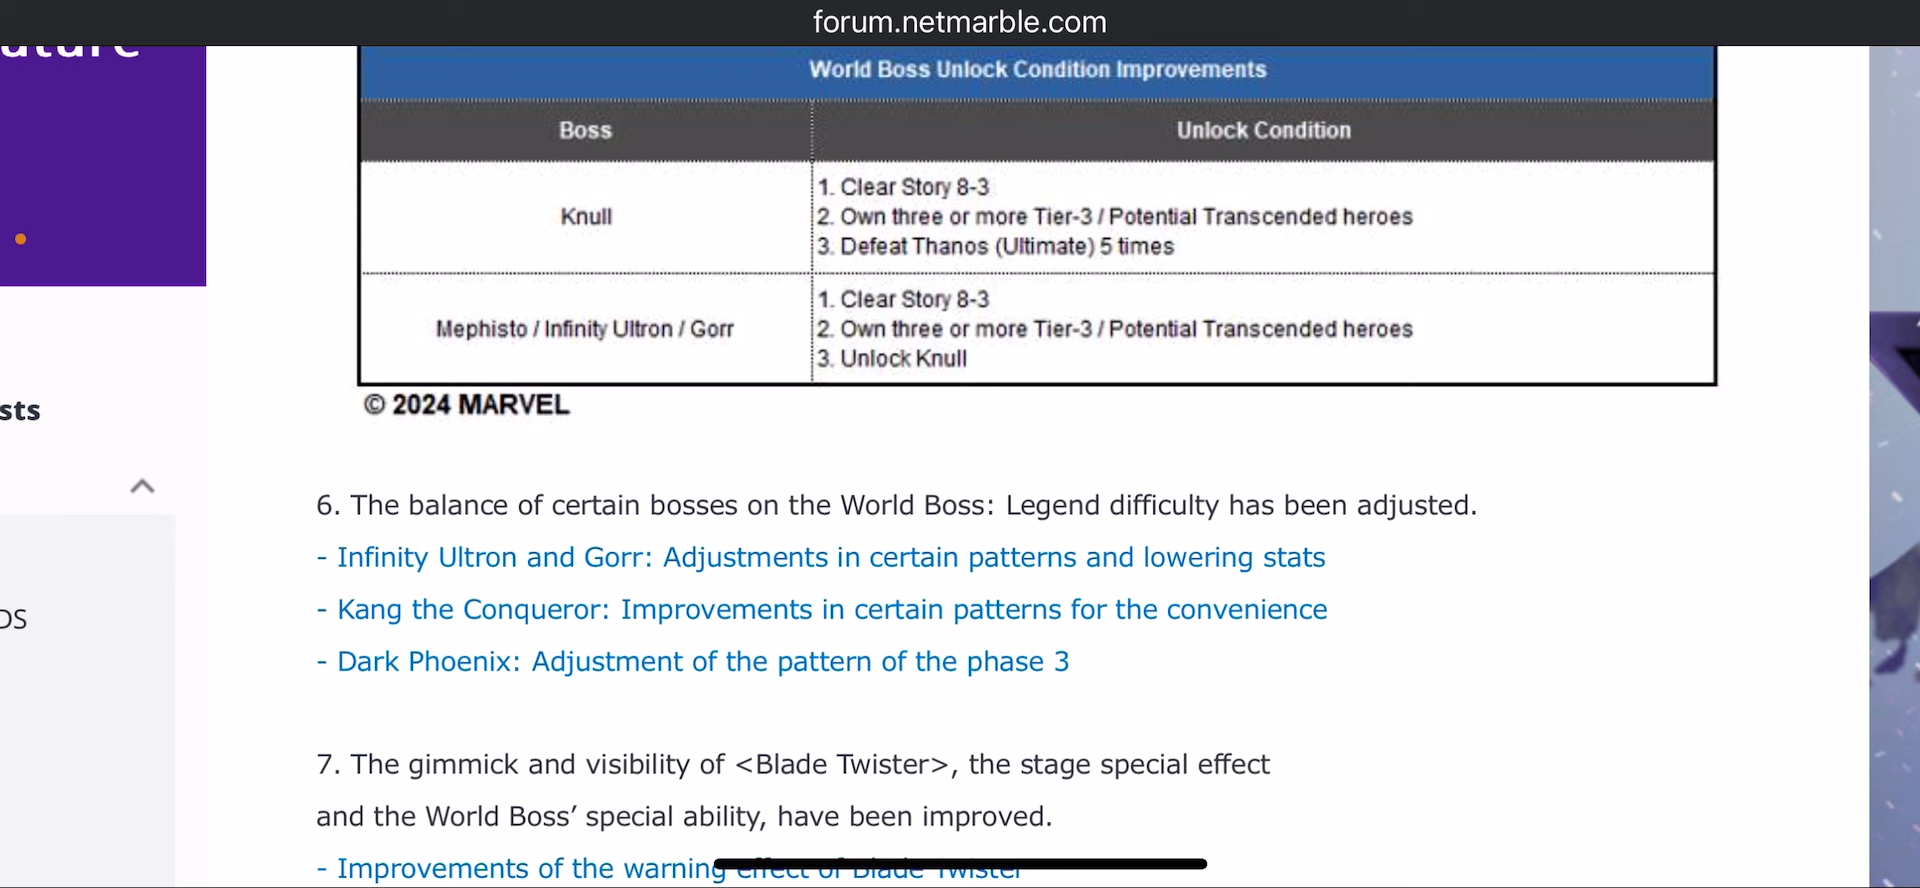 forum.netmarble.com
World Boss Unlock Condition Improvements
Boss
Unlock Condition
Knull
1. Clear Story 8-3
2. Own three or more Tier-3 / Potential Transcended heroes
3. Defeat Thanos (Ultimate) 5 times
Mephisto / Infinity Ultron / Gorr
1. Clear Story 8-3
2. Own three or more Tier-3 / Potential Transcended heroes
3. Unlock Knull
© 2024 MARVEL
sts
DS
6. The balance of certain bosses on the World Boss: Legend difficulty has been adjusted.
- Infinity Ultron and Gorr: Adjustments in certain patterns and lowering stats
- Kang the Conqueror: Improvements in certain patterns for the convenience
- Dark Phoenix: Adjustment of the pattern of the phase 3
7. The gimmick and visibility of <Blade Twister>, the stage special effect
and the World Boss’ special ability, have been improved.
- Improvements of the warning effect of Blade Twister